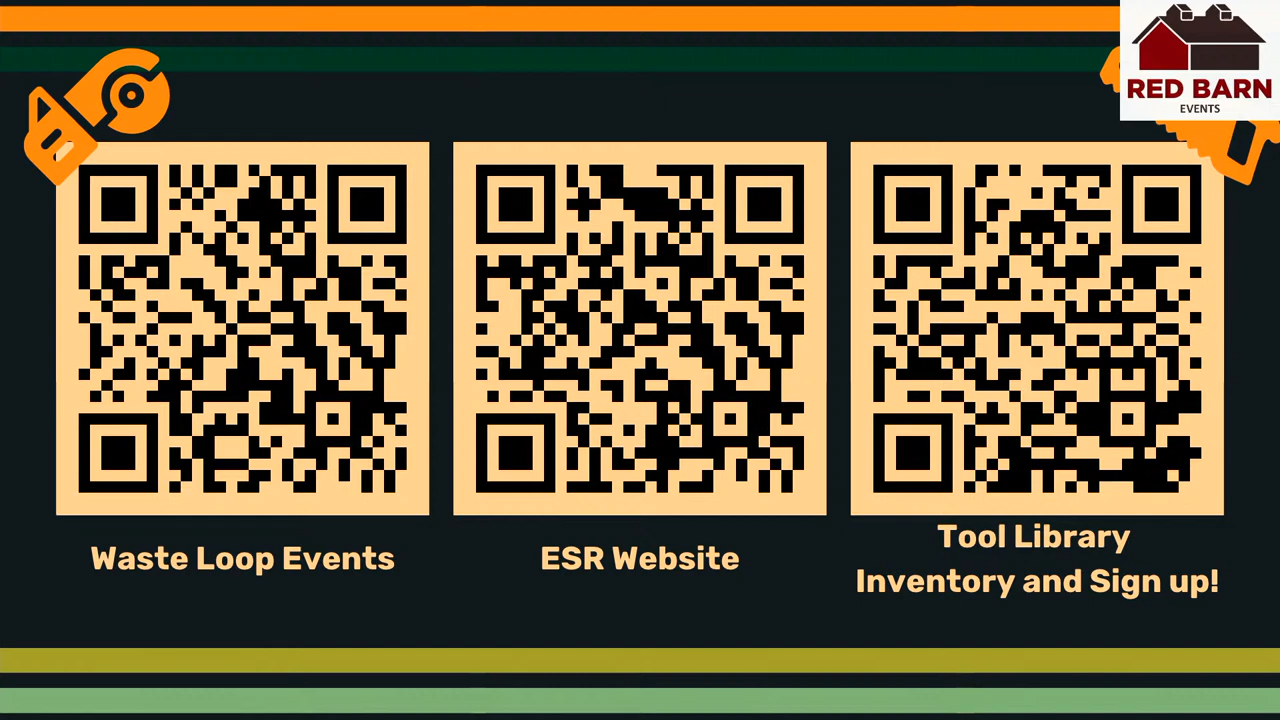 RED BARN
EVENTS
Waste Loop Events
ESR Website
Tool Library
Inventory and Sign up!